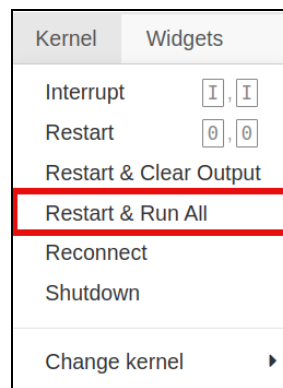 Kernel Widgets
Interrupt I,I
Restart 0,0
Restart & Clear Output
Restart & Run All
Reconnect
Shutdown
Change kernel